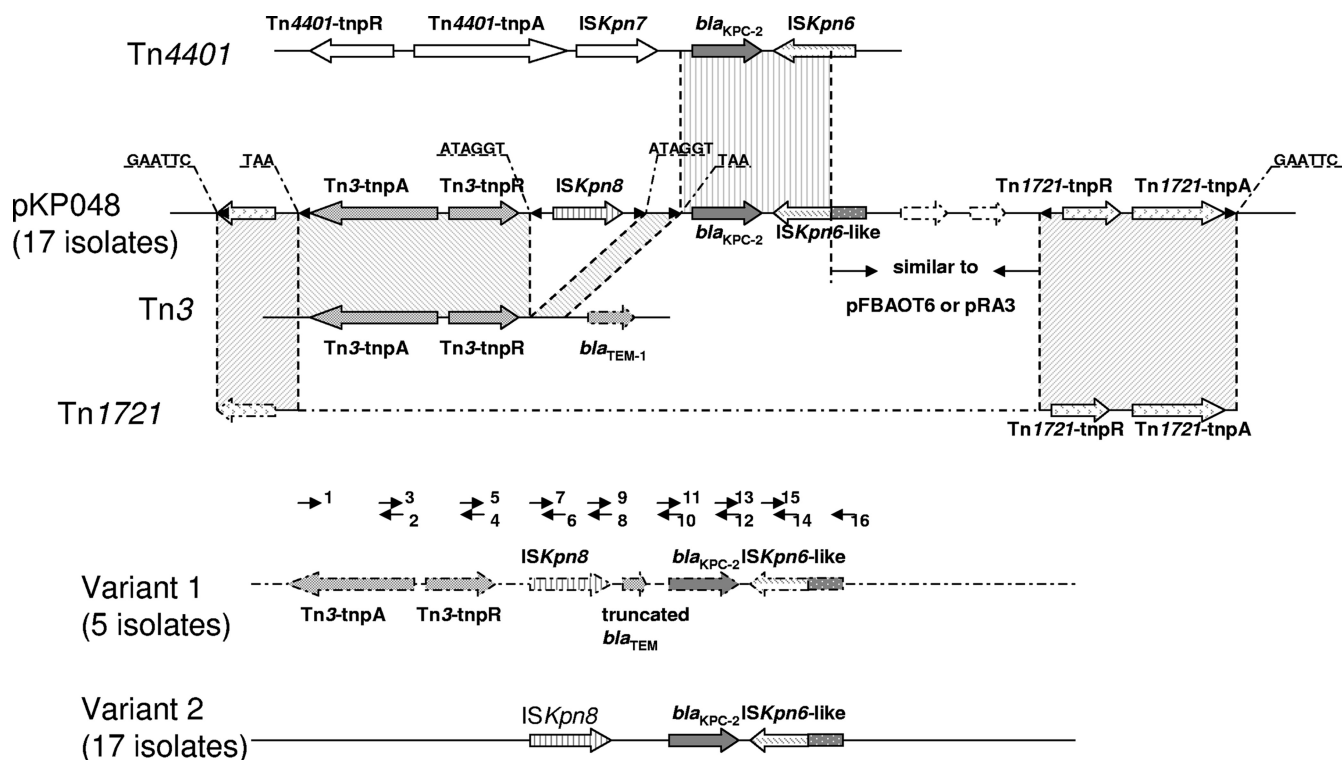 Tn4401-tnpR Tn4401-tnpA ISKpn7 blaKPC-2 ISKpn6
Tn4401
GAATTC TAA ATAGGT ATAGGT TAA GAATTC
Tn3-tnpA Tn3-tnpR ISKpn8 Tn1721-tnpR Tn1721-tnpA
pKP048
(17 isolates)
blaKPC-2 ISKpn6-like
similar to
pFBAOT6 or pRA3
Tn3
Tn3-tnpA Tn3-tnpR blaTEM-1
Tn1721
Tn1721-tnpR Tn1721-tnpA
1 3 5 7 9 11 13 15
2 4 6 8 10 12 14 16
ISKpn8 blaKPC-2 ISKpn6-like
Variant 1
(5 isolates)
Tn3-tnpA Tn3-tnpR truncated
blaTEM
Variant 2
(17 isolates)
ISKpn8 blaKPC-2 ISKpn6-like